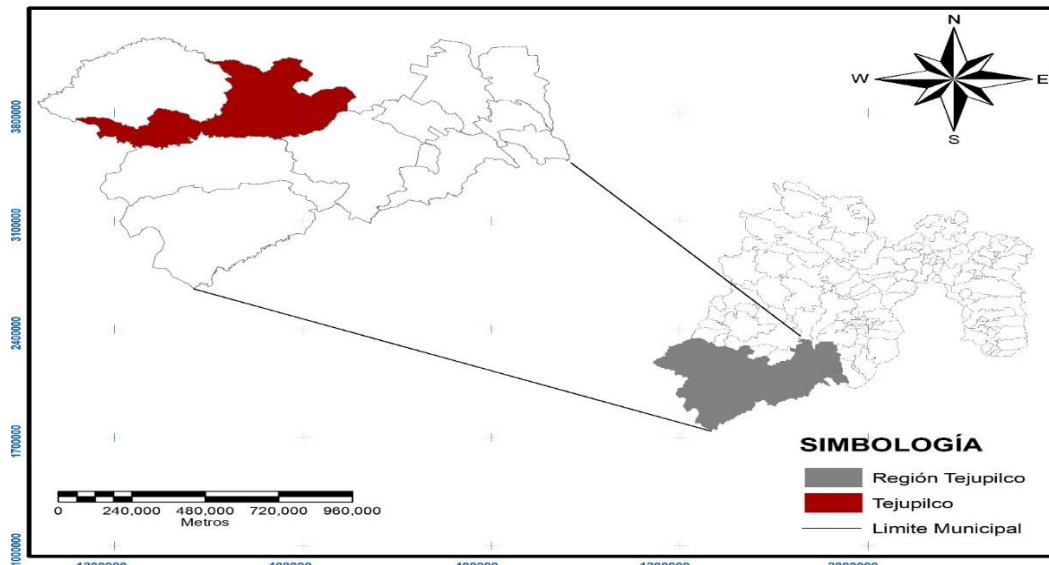 N
W E
S
3800000
3100000
2400000
1700000
1000000
SIMBOLOGÍA
Región Tejupilco
Tejupilco
Limite Municipal
0 240,000 480,000 720,000 960,000
Metros